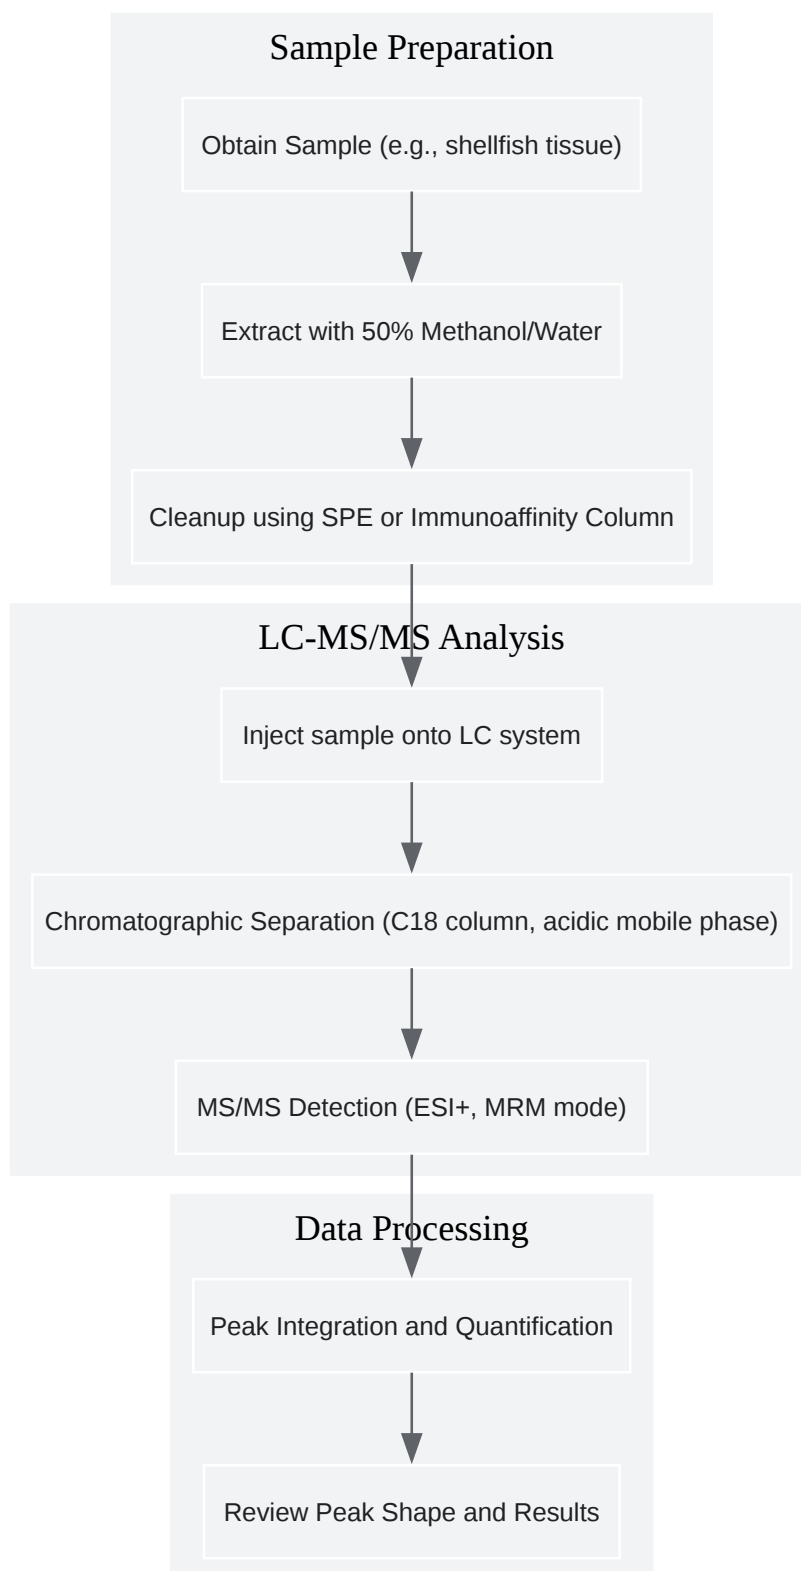 Sample Preparation
Obtain Sample (e.g., shellfish tissue)
Extract with 50% Methanol/Water
Cleanup using SPE or Immunoaffinity Column
LC-MS/MS Analysis
Inject sample onto LC system
Chromatographic Separation (C18 column, acidic mobile phase)
MS/MS Detection (ESI+, MRM mode)
Data Processing
Peak Integration and Quantification
Review Peak Shape and Results